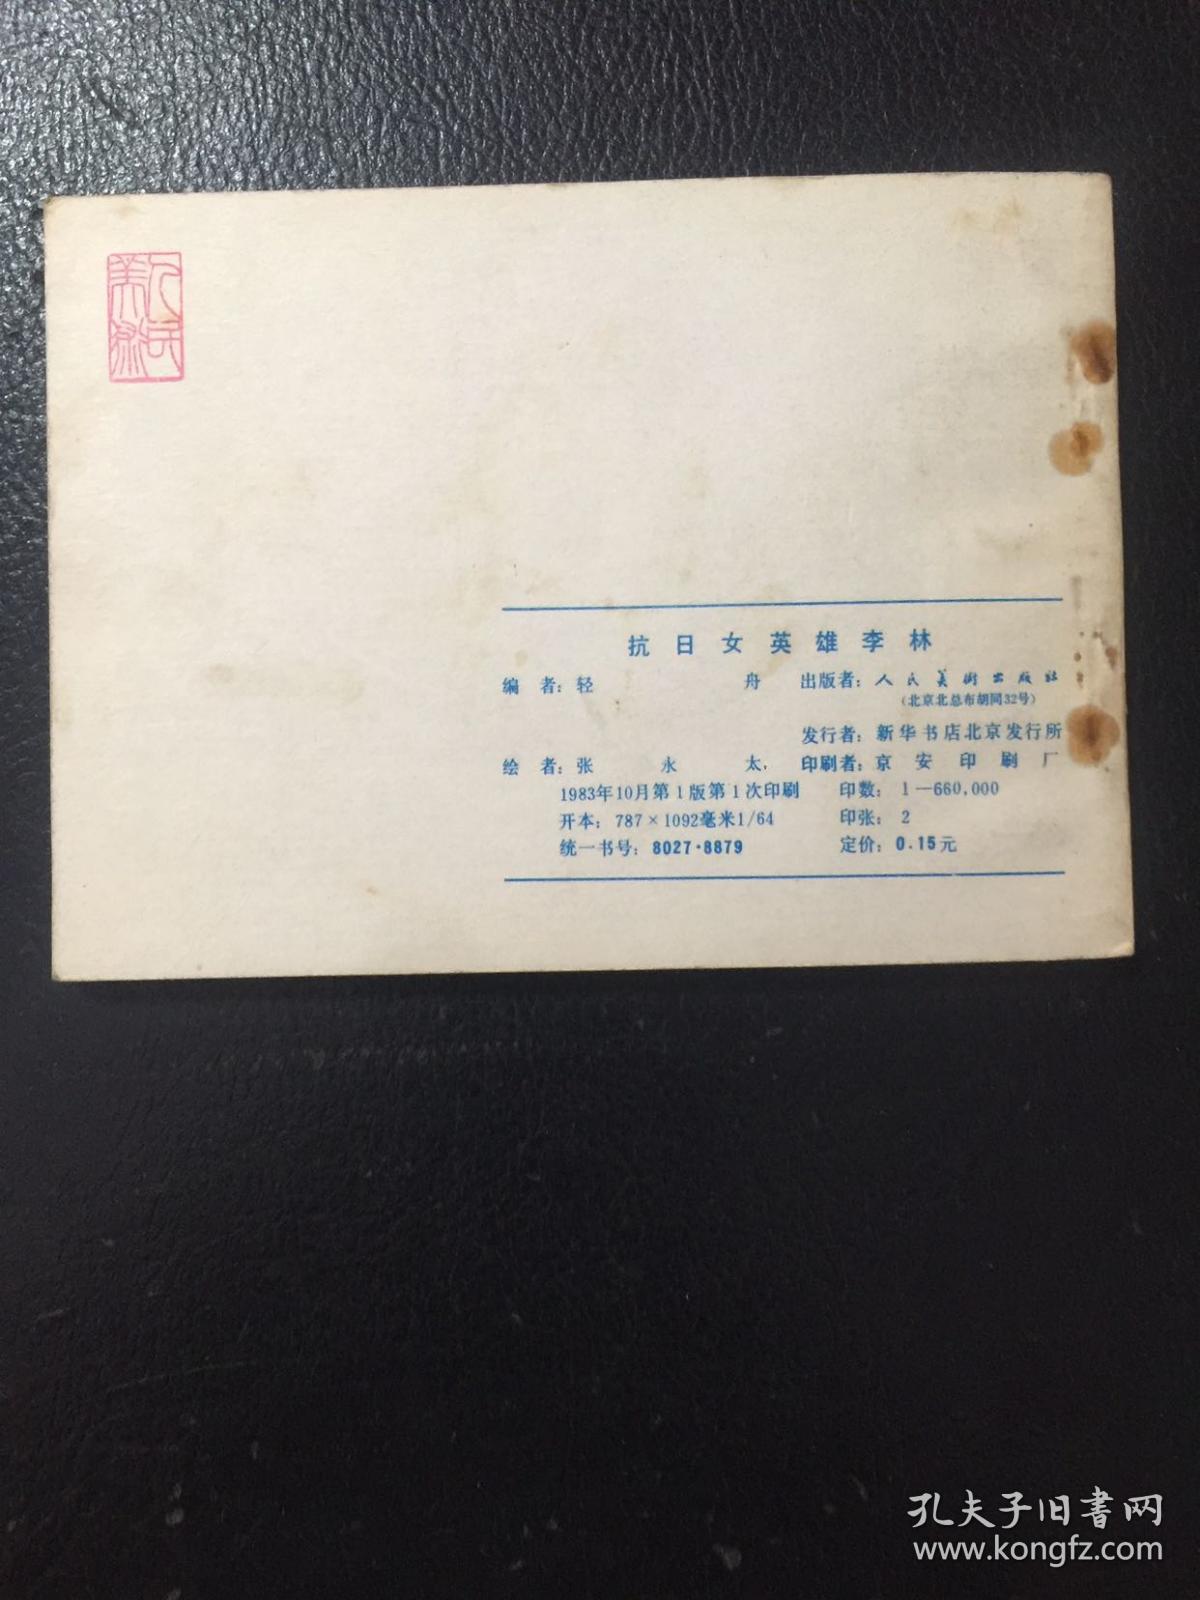 人民
美术
抗日女英雄李林
编者：轻舟 出版者：人民美术出版社
（北京北总布胡同32号）
发行者：新华书店北京发行所
绘者：张永太 印刷者：京安印刷厂
1983年10月第1版第1次印刷 印数：1—660,000
开本：787×1092毫米1/64 印张：2
统一书号：8027·8879 定价：0.15元
孔夫子旧书网
www.kongfz.com